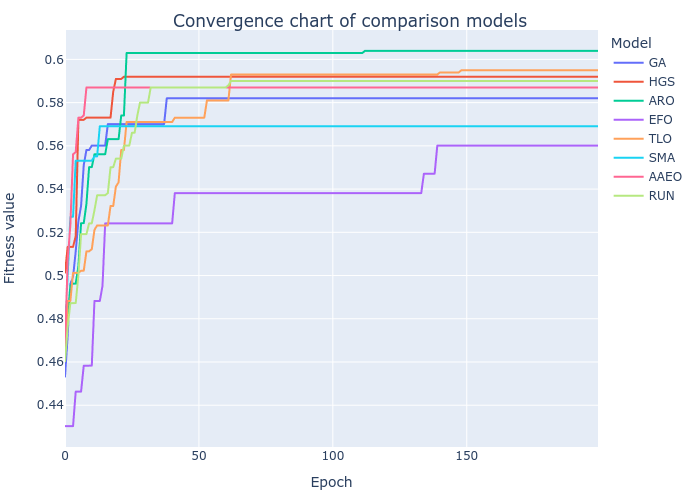 Convergence chart of comparison models
Fitness value
0.6
0.58
0.56
0.54
0.52
0.5
0.48
0.46
0.44
0
50
100
150
Epoch
Model
GA
HGS
ARO
EFO
TLO
SMA
AAEO
RUN